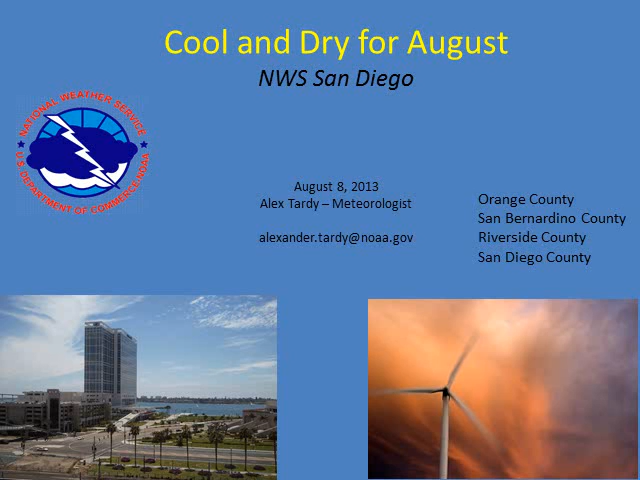 Cool and Dry for August
NWS San Diego
NATIONAL WEATHER SERVICE
U.S. DEPARTMENT OF COMMERCE NOAA
August 8, 2013
Alex Tardy – Meteorologist
alexander.tardy@noaa.gov
Orange County
San Bernardino County
Riverside County
San Diego County